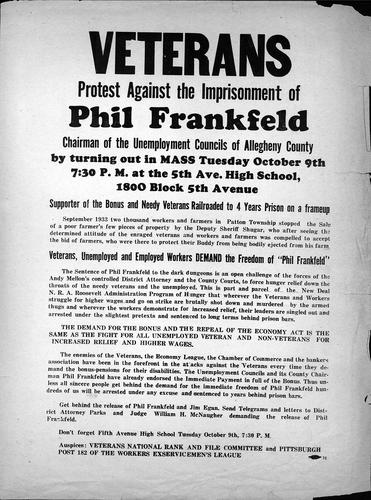 VETERANS
Protest Against the Imprisonment of
Phil Frankfeld
Chairman of the Unemployment Councils of Allegheny County
by turning out in MASS Tuesday October 9th
7:30 P. M. at the 5th Ave. High School,
1800 Block 5th Avenue
Supporter of the Bonus and Needy Veterans Railroaded to 4 Years Prison on a frameup
September 1933 two thousand workers and farmers in Patton Township stopped the Sale
of a poor farmer's few pieces of property by the Deputy Sheriff Shugar, who after seeing the
determined attitude of the enraged veterans and workers and farmers was compelled to accept
the bid of farmers, who were there to protect their Buddy from being bodily ejected from his farm.
Veterans, Unemployed and Employed Workers DEMAND the Freedom of "Phil Frankfeld"
The Sentence of Phil Frankfeld to the dark dungeons is an open challenge of the forces of the
Andy Mellon's controlled District Attorney and the County Courts, to force hunger relief down the
throats of the needy veterans and the unemployed. This is part and parcel of the New Deal
N. R. A. Roosevelt Administration Program of Hunger that wherever the Veterans and Workers
struggle for higher wages and go on strike are brutally shot down and murdered by the armed
thugs and wherever the workers demonstrate for increased relief, their leaders are singled out and
arrested under the slightest pretexts and sentenced to long terms behind prison bars.
THE DEMAND FOR THE BONUS AND THE REPEAL OF THE ECONOMY ACT IS THE
SAME AS THE FIGHT FOR ALL UNEMPLOYED VETERAN AND NON-VETERANS FOR
INCREASED RELIEF AND HIGHER WAGES.
The enemies of the Veterans, the Economy League, the Chamber of Commerce and the bankers
association have been in the forefront in the attacks against the Veterans every time they de-
mand the bonus-pensions for their disabilities. The Unemployment Councils and its County Chair-
man Phil Frankfeld have already endorsed the Immediate Payment in full of the Bonus. Thus un-
less all sincere people get behind the demand for the immediate freedom of Phil Frankfeld hun-
dreds of us will be arrested under any excuse and sentenced to years behind prison bars.
Get behind the release of Phil Frankfeld and Jim Egan. Send Telegrams and letters to Dis-
trict Attorney Parks and Judge William H. McNaugher demanding the release of Phil
Frankfeld.
Don't forget Fifth Avenue High School Tuesday October 9th, 7:30 P. M.
Auspices: VETERANS NATIONAL RANK and FILE COMMITTEE and PITTSBURGH
POST 182 OF THE WORKERS EXSERVICEMEN'S LEAGUE